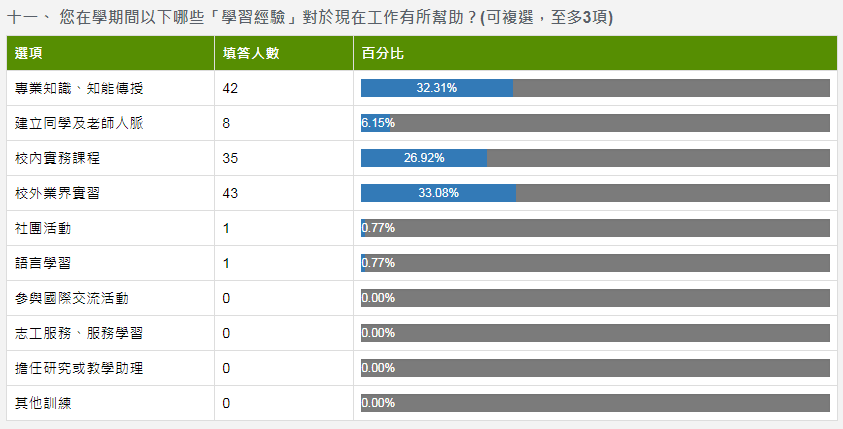 十一、 您在學期間以下哪些「學習經驗」對於現在工作有所幫助？(可複選，至多3項)
選項 填答人數 百分比
專業知識、知能傳授 42 32.31%
建立同學及老師人脈 8 6.15%
校內實務課程 35 26.92%
校外業界實習 43 33.08%
社團活動 1 0.77%
語言學習 1 0.77%
參與國際交流活動 0 0.00%
志工服務、服務學習 0 0.00%
擔任研究或教學助理 0 0.00%
其他訓練 0 0.00%